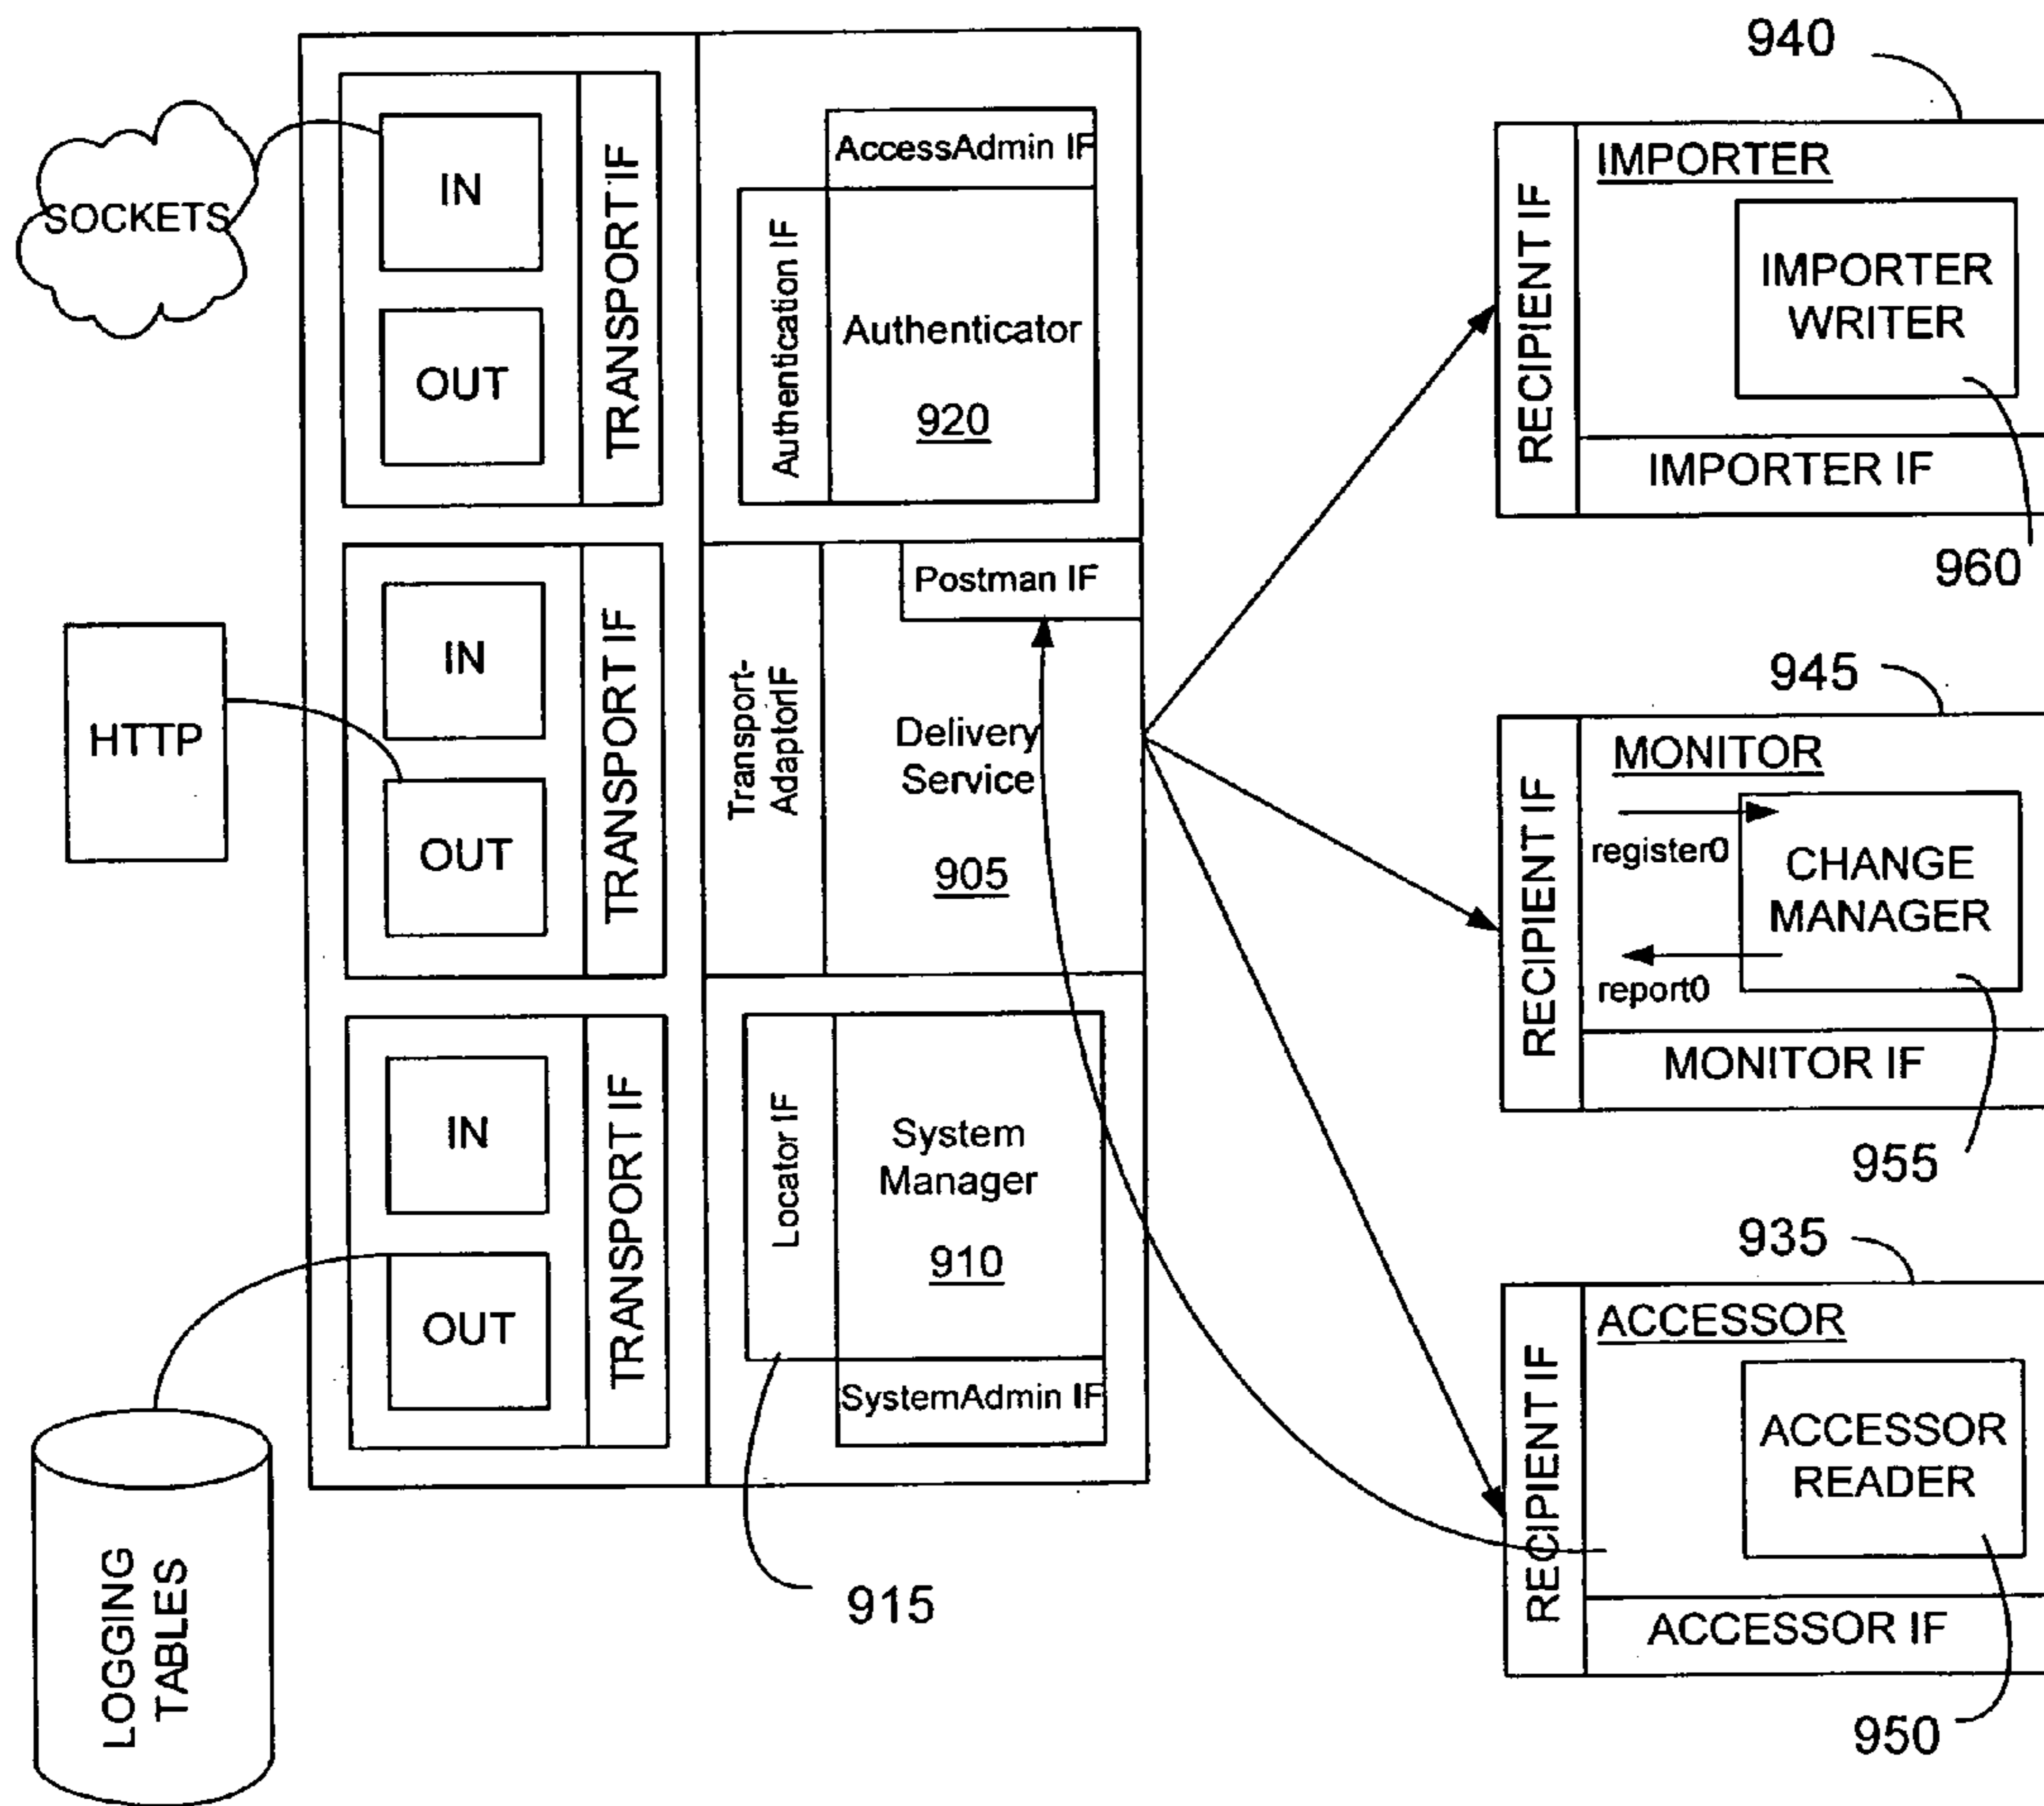 SOCKETS
HTTP
LOGGING
TABLES
IN
OUT
TRANSPORT IF
IN
OUT
TRANSPORT IF
IN
OUT
TRANSPORT IF
AccessAdmin IF
Authentication IF
Authenticator
920
Postman IF
Transport-
AdaptorIF
Delivery
Service
905
Locator IF
System
Manager
910
SystemAdmin IF
915
940
RECIPIENT IF
IMPORTER
IMPORTER
WRITER
IMPORTER IF
960
945
RECIPIENT IF
MONITOR
register0
CHANGE
MANAGER
report0
MONITOR IF
955
935
RECIPIENT IF
ACCESSOR
ACCESSOR
READER
ACCESSOR IF
950